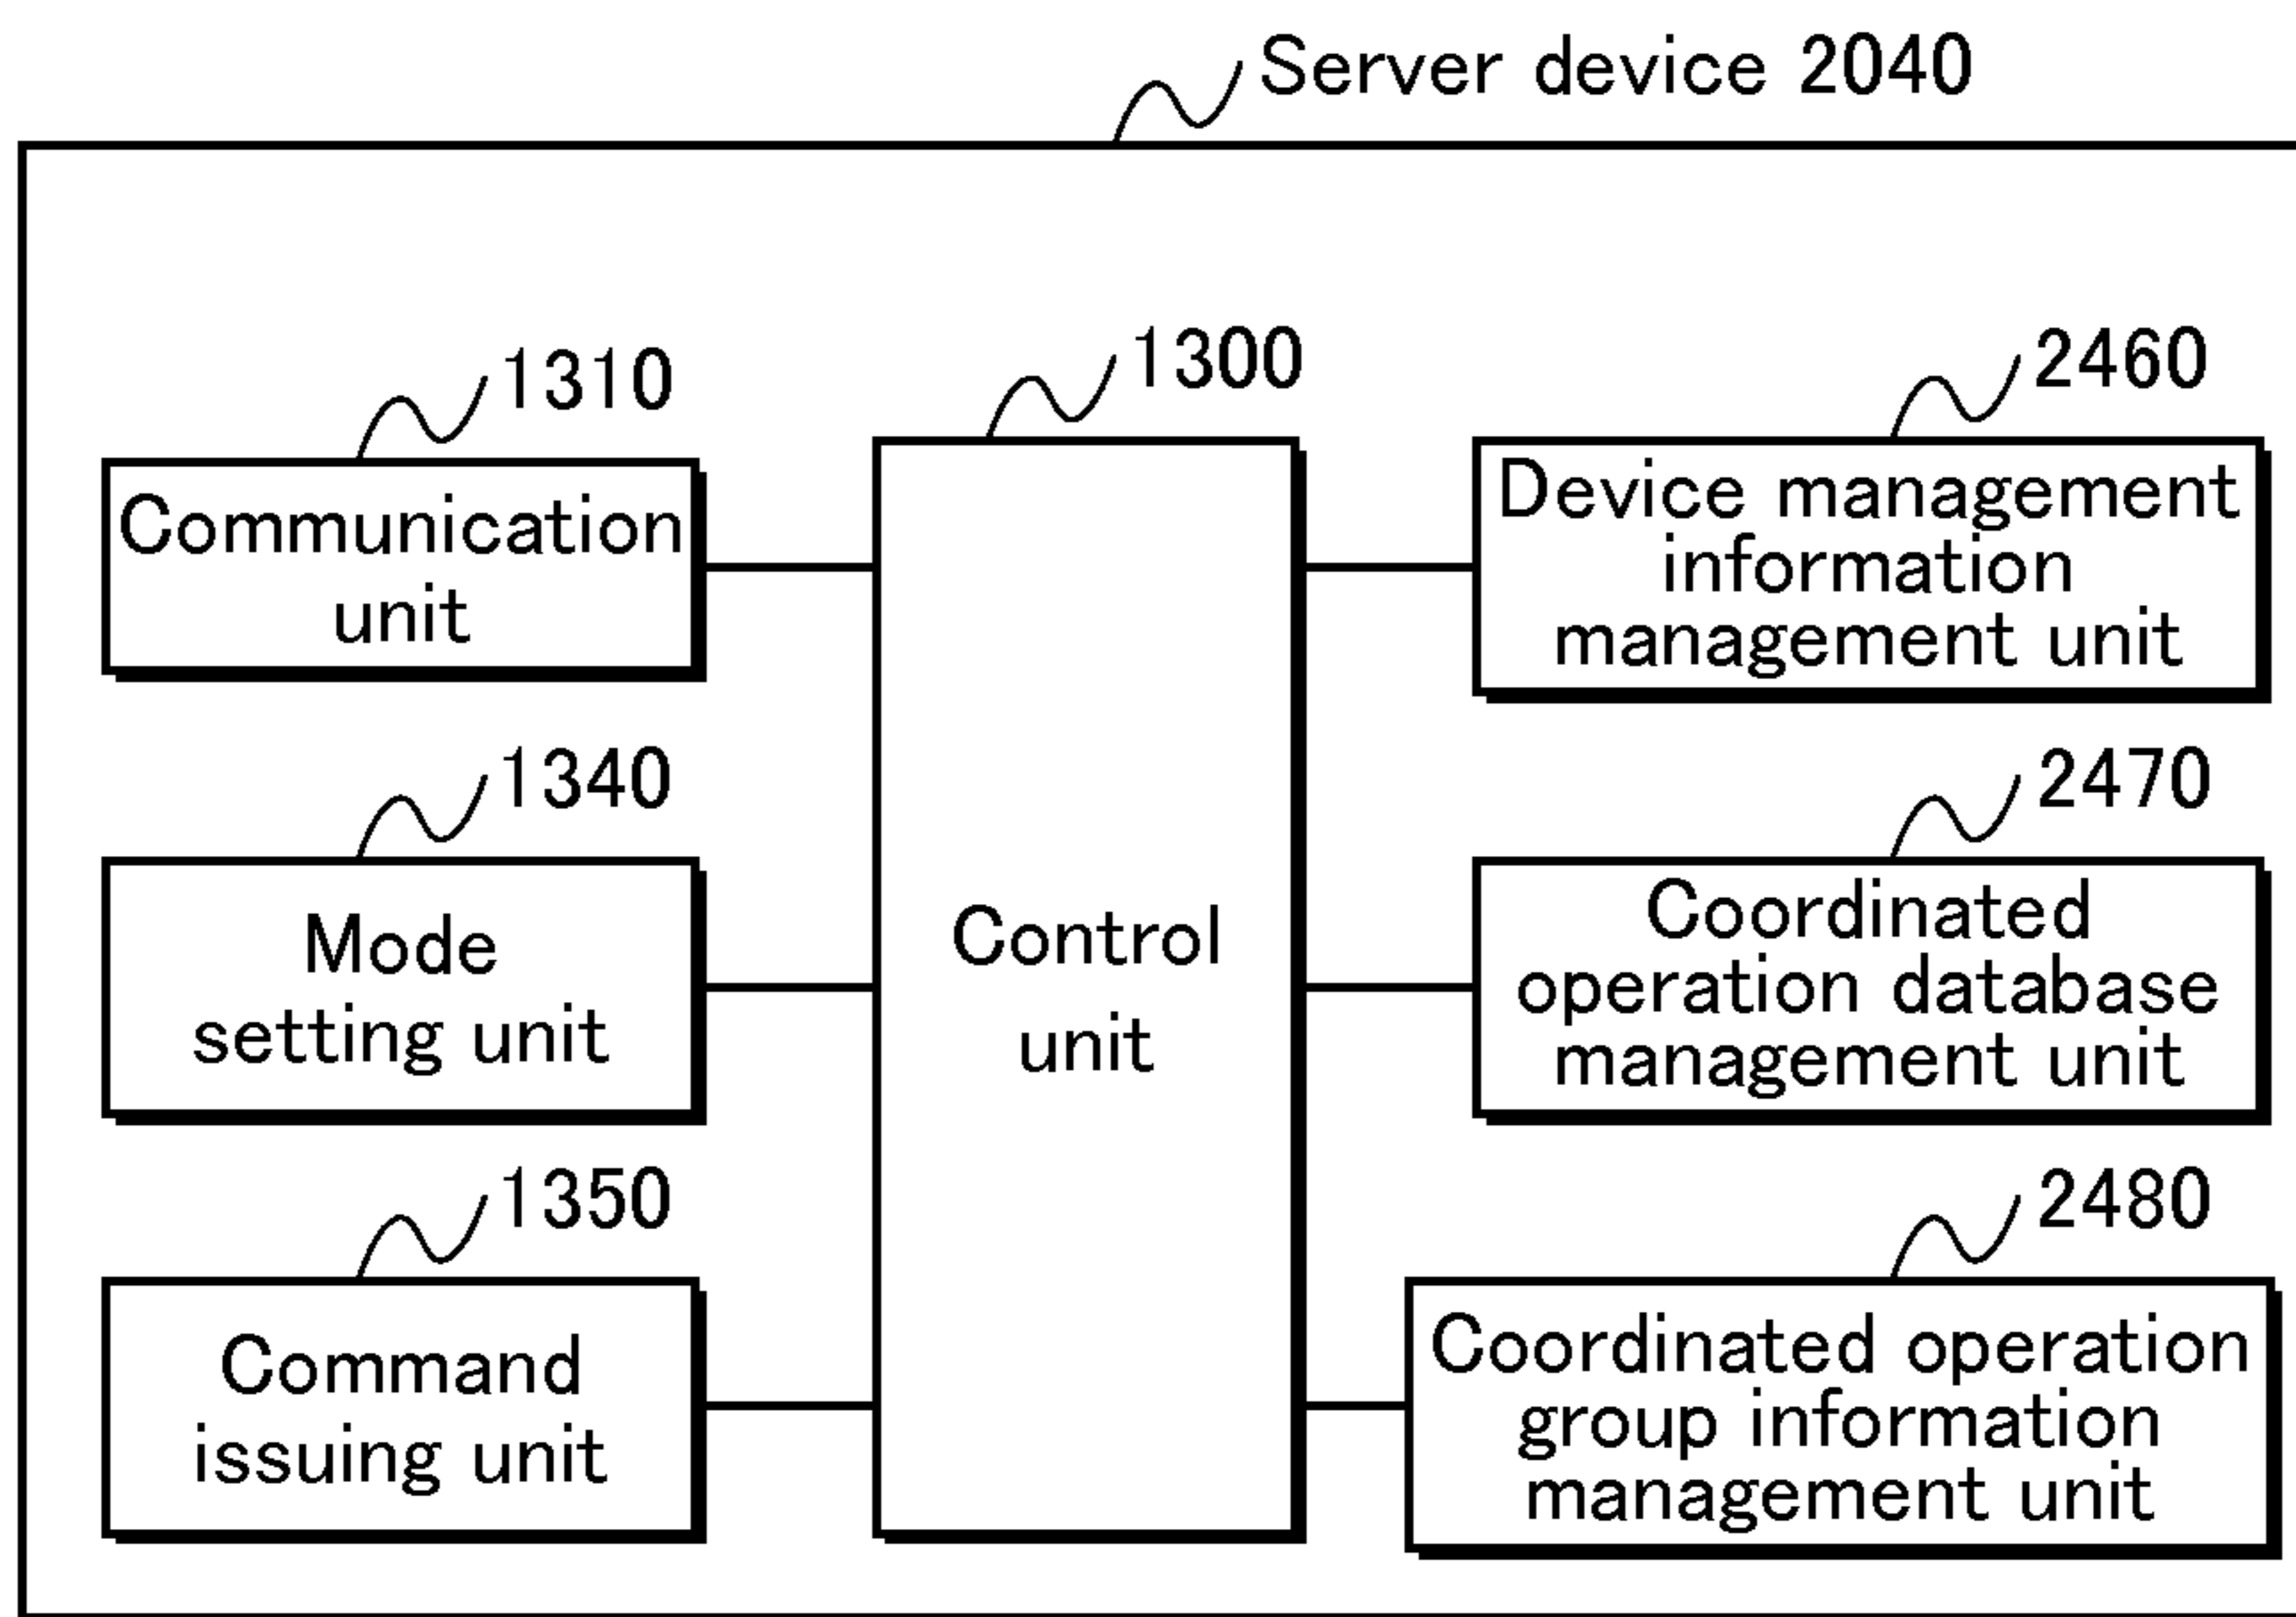 Server device 2040
1310
Communication
unit
1340
Mode
setting unit
1350
Command
issuing unit
1300
Control
unit
2460
Device management
information
management unit
2470
Coordinated
operation database
management unit
2480
Coordinated operation
group information
management unit